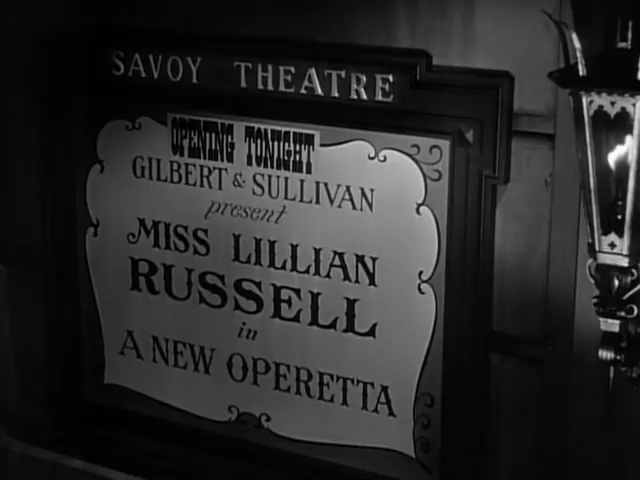 SAVOY THEATRE
OPENING TONIGHT
GILBERT & SULLIVAN
present
MISS LILLIAN
RUSSELL
in
A NEW OPERETTA